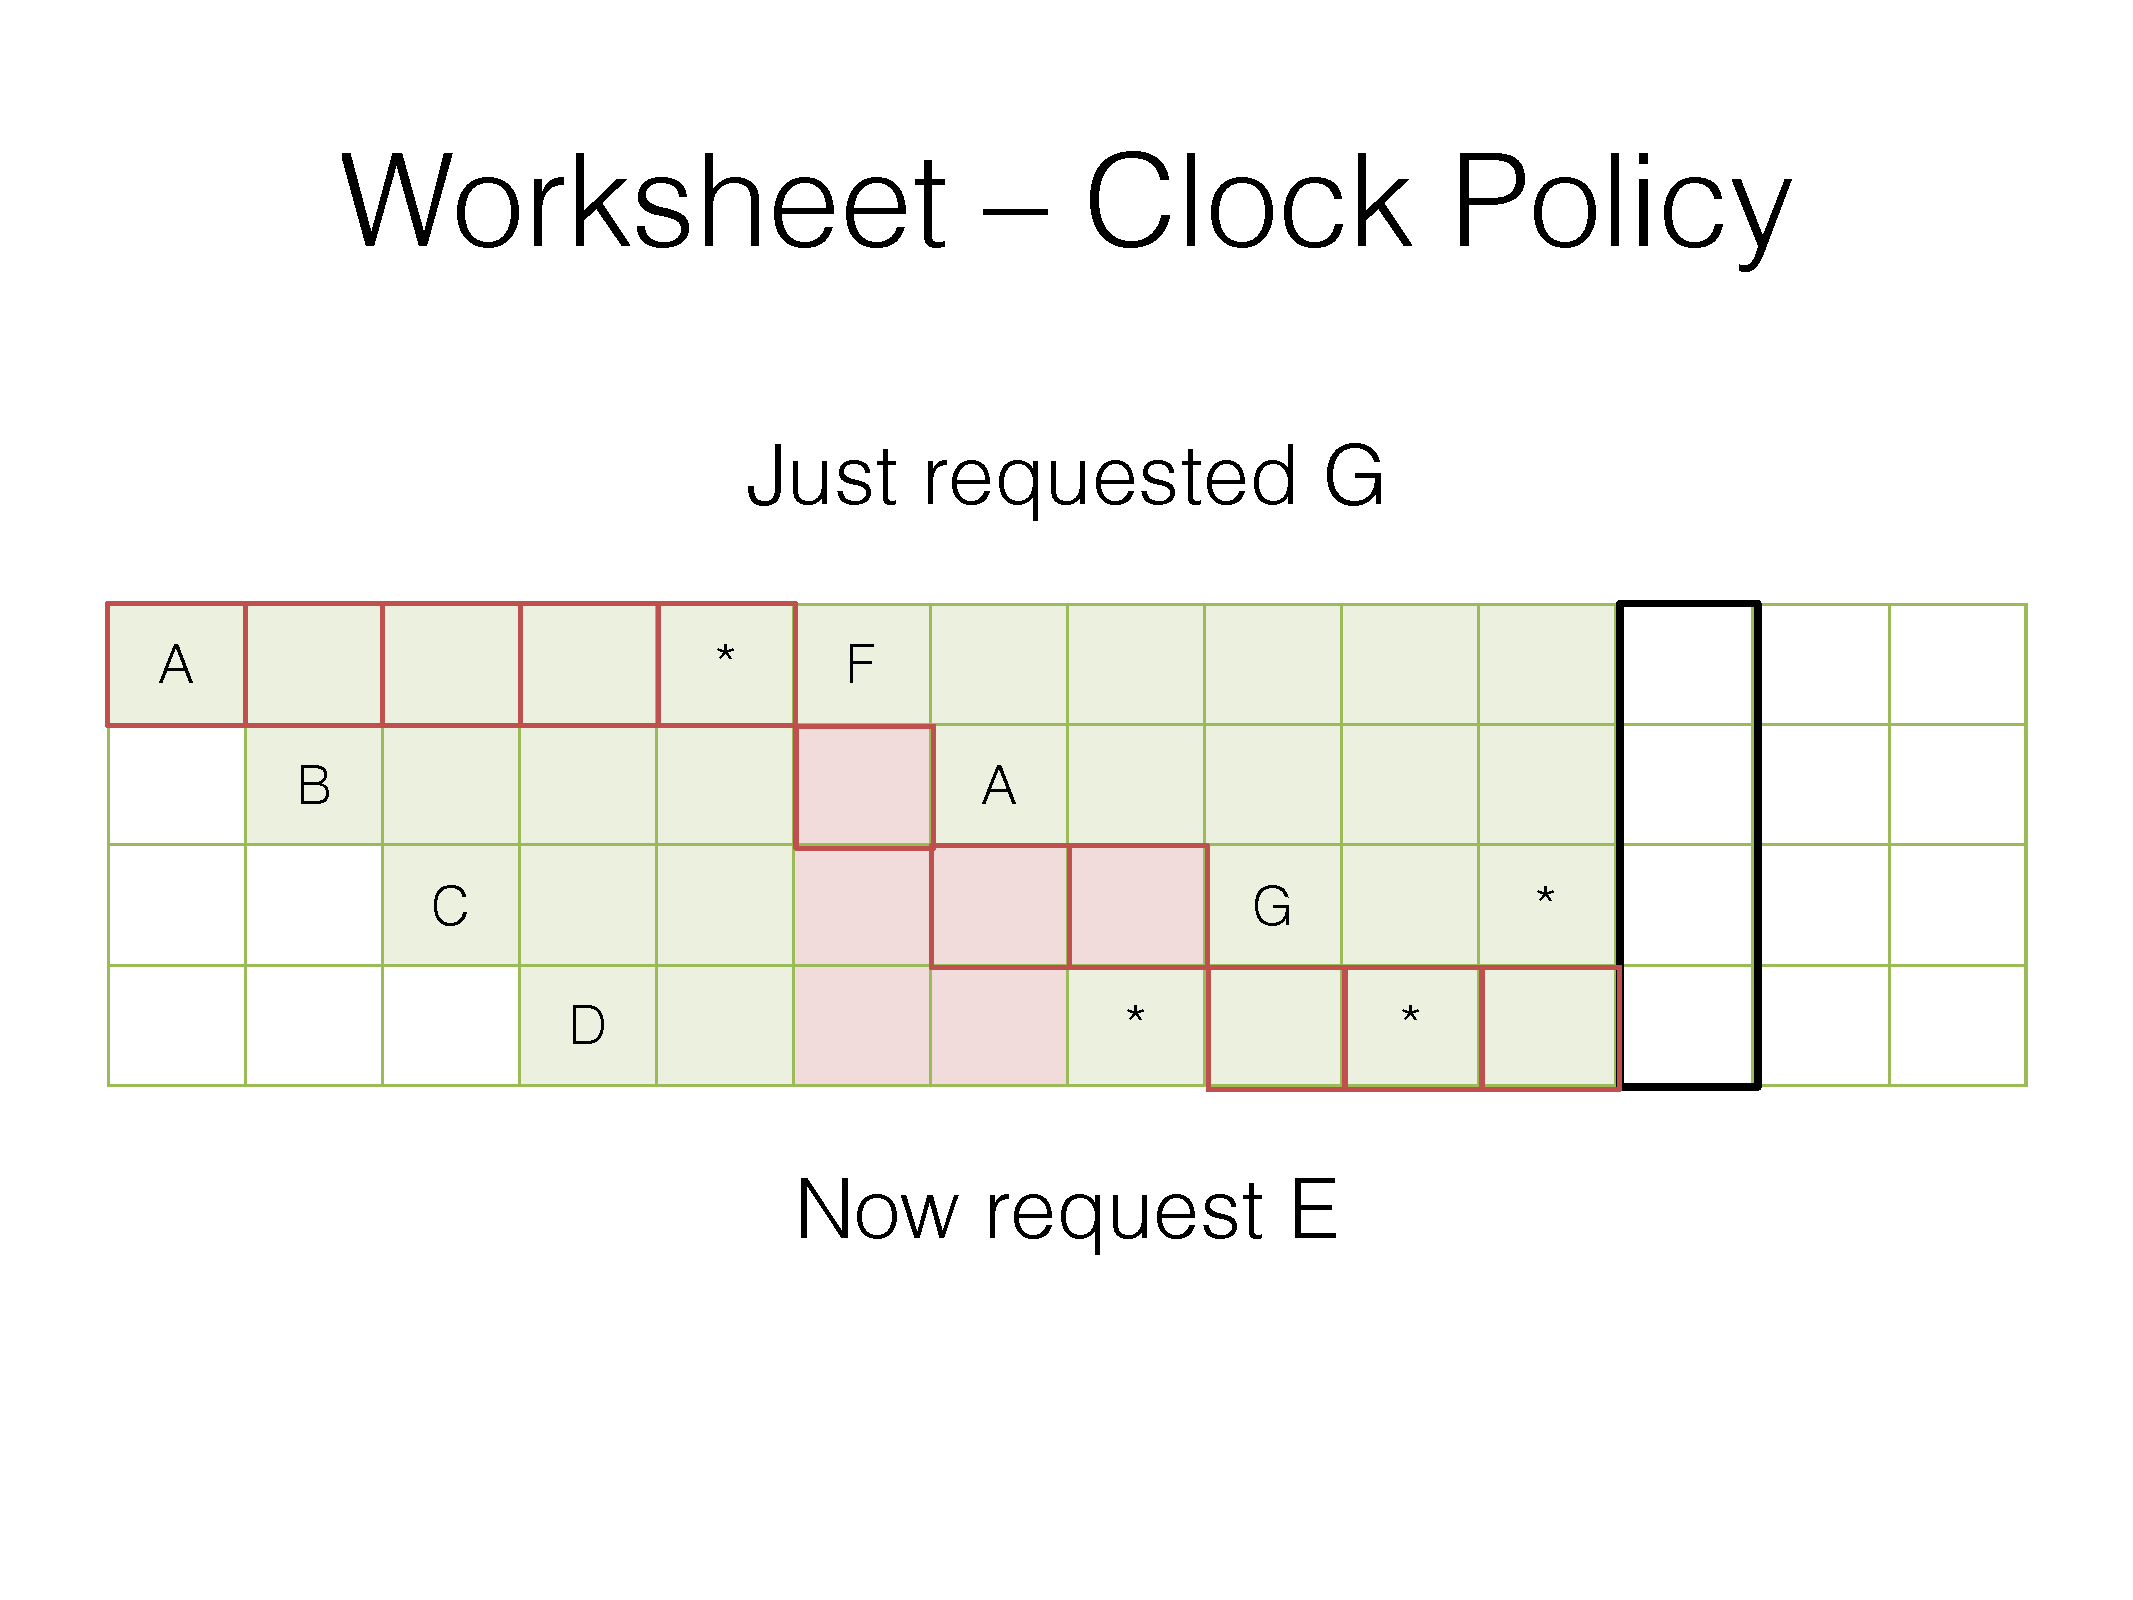 Worksheet – Clock Policy
Just requested G
A * F
B A
C G *
D * *
Now request E